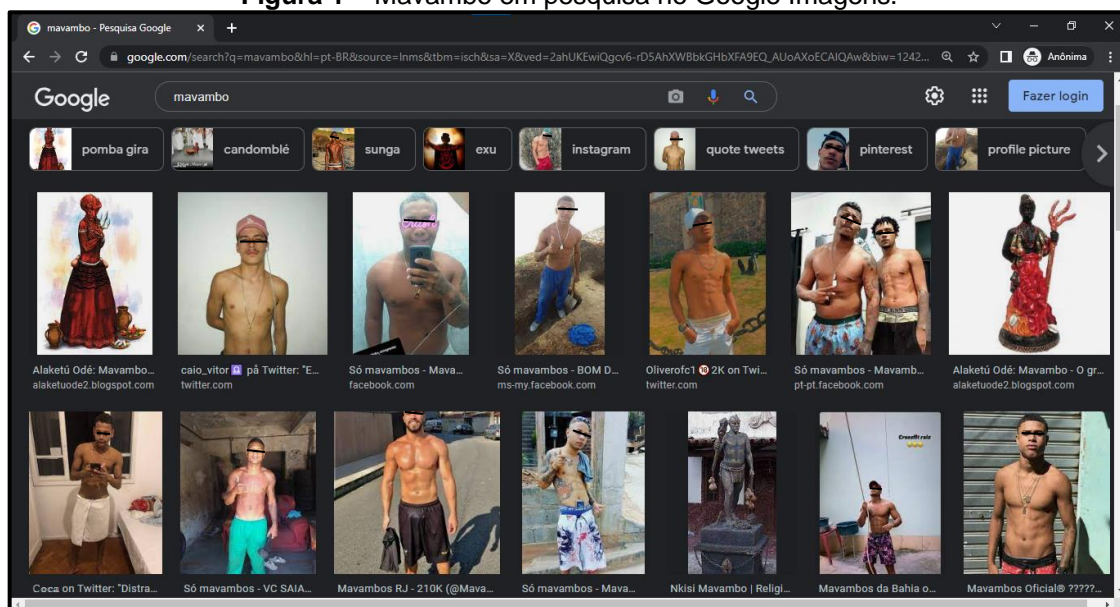 Figura 1 – Mavambo em pesquisa no Google Imagens.
mavambo - Pesquisa Google
google.com/search?q=mavambo&hl=pt-BR&source=lnms&tbm=isch&sa=X&ved=2ahUKEwiQgcv6-rD5AhXWBbkGHbXFA9EQ_AUoAXoECAIQAw&biw=1242...
Anônima
Google
mavambo
Fazer login
pomba gira
candomblé
sunga
exu
instagram
quote tweets
pinterest
profile picture
Alaketú Odé: Mavambo...
alaketuode2.blogspot.com
caio_vitor på Twitter: "E...
twitter.com
Só mavambos - Mava...
facebook.com
Só mavambos - BOM D...
ms-my.facebook.com
Oliverofc1 🔞 2K on Twi...
twitter.com
Só mavambos - Mavamb...
pt-pt.facebook.com
Alaketú Odé: Mavambo - O gr...
alaketuode2.blogspot.com
Crossfit raiz
Coca on Twitter: "Distra...
Só mavambos - VC SAIA...
Mavambos RJ - 210K (@Mava...
Só mavambos - Mava...
Nkisi Mavambo | Religi...
Mavambos da Bahia o...
Mavambos Oficial® ?????...